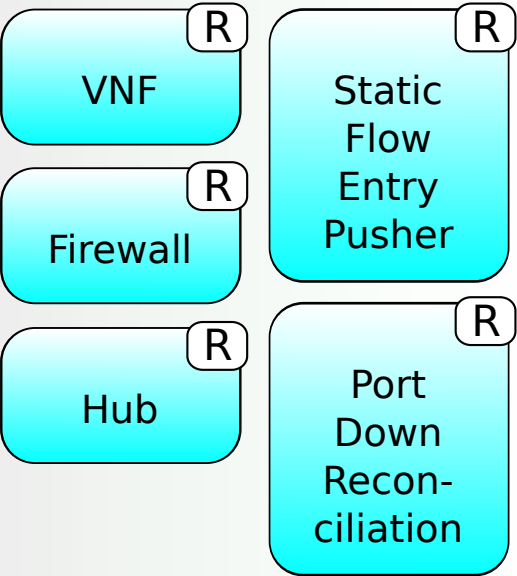 R
VNF
R
Firewall
R
Hub
R
Static
Flow
Entry
Pusher
R
Port
Down
Recon-
ciliation